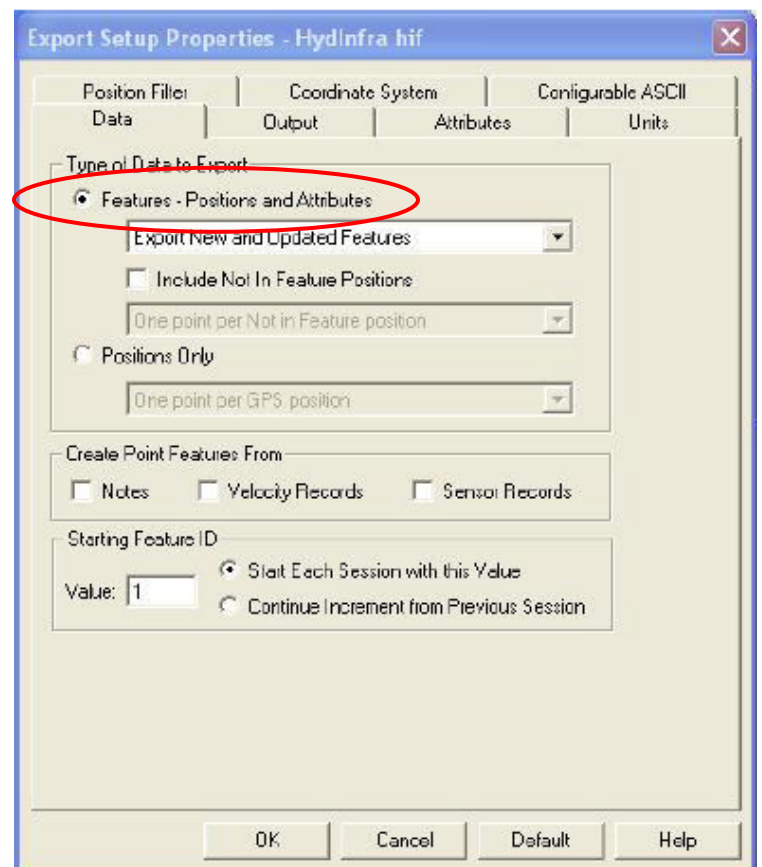 Export Setup Properties - HydInfra hif
Position Filter Coordinate System Configurable ASCII
Data Output Attributes Units
Type of Data to Export
Features - Positions and Attributes
Export New and Updated Features
Include Not In Feature Positions
One point per Not in Feature position
Positions Only
One point per GPS position
Create Point Features From
Notes Velocity Records Sensor Records
Starting Feature ID
Start Each Session with this Value
Value: 1
Continue Increment from Previous Session
OK Cancel Default Help